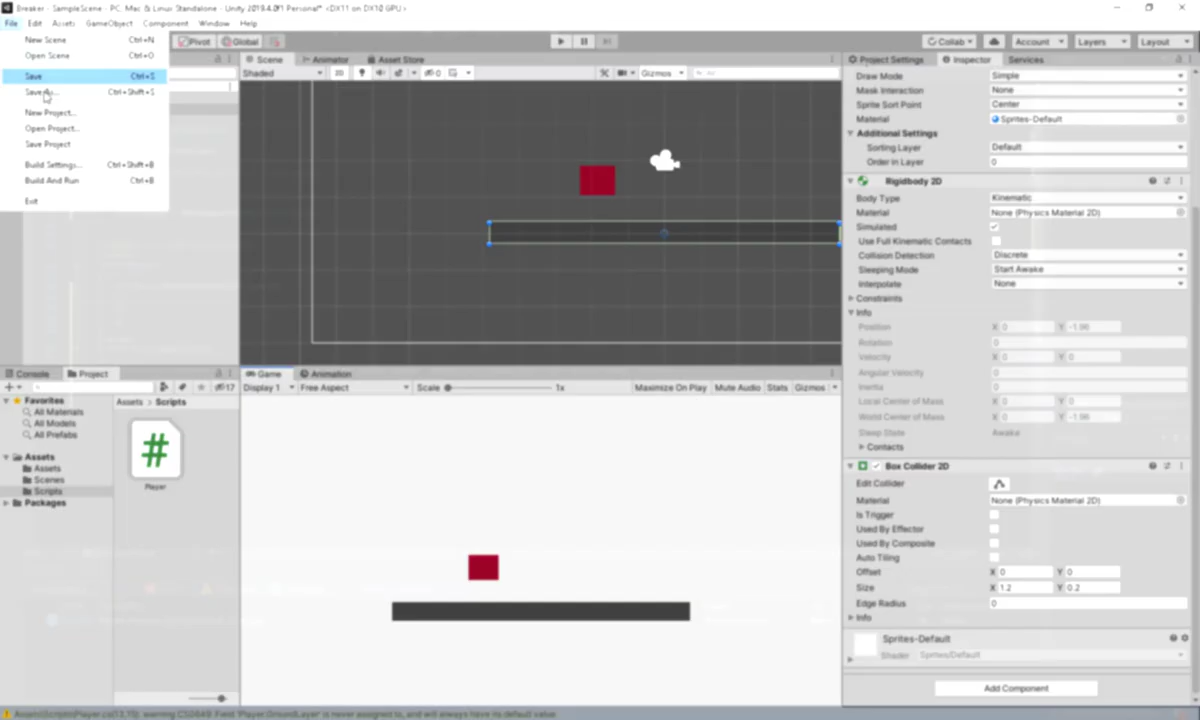 Breaker - SampleScene - PC, Mac & Linux Standalone - Unity 2019.4.0f1 Personal* <DX11 on DX10 GPU>
File Edit Assets GameObject Component Window Help
New Scene Ctrl+N
Open Scene Ctrl+O
Save Ctrl+S
Save As... Ctrl+Shift+S
New Project...
Open Project...
Save Project
Build Settings... Ctrl+Shift+B
Build And Run Ctrl+B
Exit
Pivot Global
Collab Account Layers Layout
Scene Animator Asset Store
Shaded 2D 0 Gizmos All
Project Settings Inspector Services
Draw Mode Simple
Mask Interaction None
Sprite Sort Point Center
Material Sprites-Default
Additional Settings
Sorting Layer Default
Order in Layer 0
Rigidbody 2D
Body Type Kinematic
Material None (Physics Material 2D)
Simulated
Use Full Kinematic Contacts
Collision Detection Discrete
Sleeping Mode Start Awake
Interpolate None
Constraints
Info
Position X 0 Y -1.96
Rotation 0
Velocity X 0 Y 0
Angular Velocity 0
Inertia 0
Local Center of Mass X 0 Y 0
World Center of Mass X 0 Y -1.96
Sleep State Awake
Contacts
Box Collider 2D
Edit Collider
Material None (Physics Material 2D)
Is Trigger
Used By Effector
Used By Composite
Auto Tiling
Offset X 0 Y 0
Size X 1.2 Y 0.2
Edge Radius 0
Info
Sprites-Default
Shader Sprites/Default
Add Component
Console Project
17
Favorites
All Materials
All Models
All Prefabs
Assets
Assets
Scenes
Scripts
Packages
Assets > Scripts
#
Player
Game Animation
Display 1 Free Aspect Scale 1x Maximize On Play Mute Audio Stats Gizmos
Assets\Scripts\Player.cs(13,15): warning CS0649: Field 'Player.GroundLayer' is never assigned to, and will always have its default value